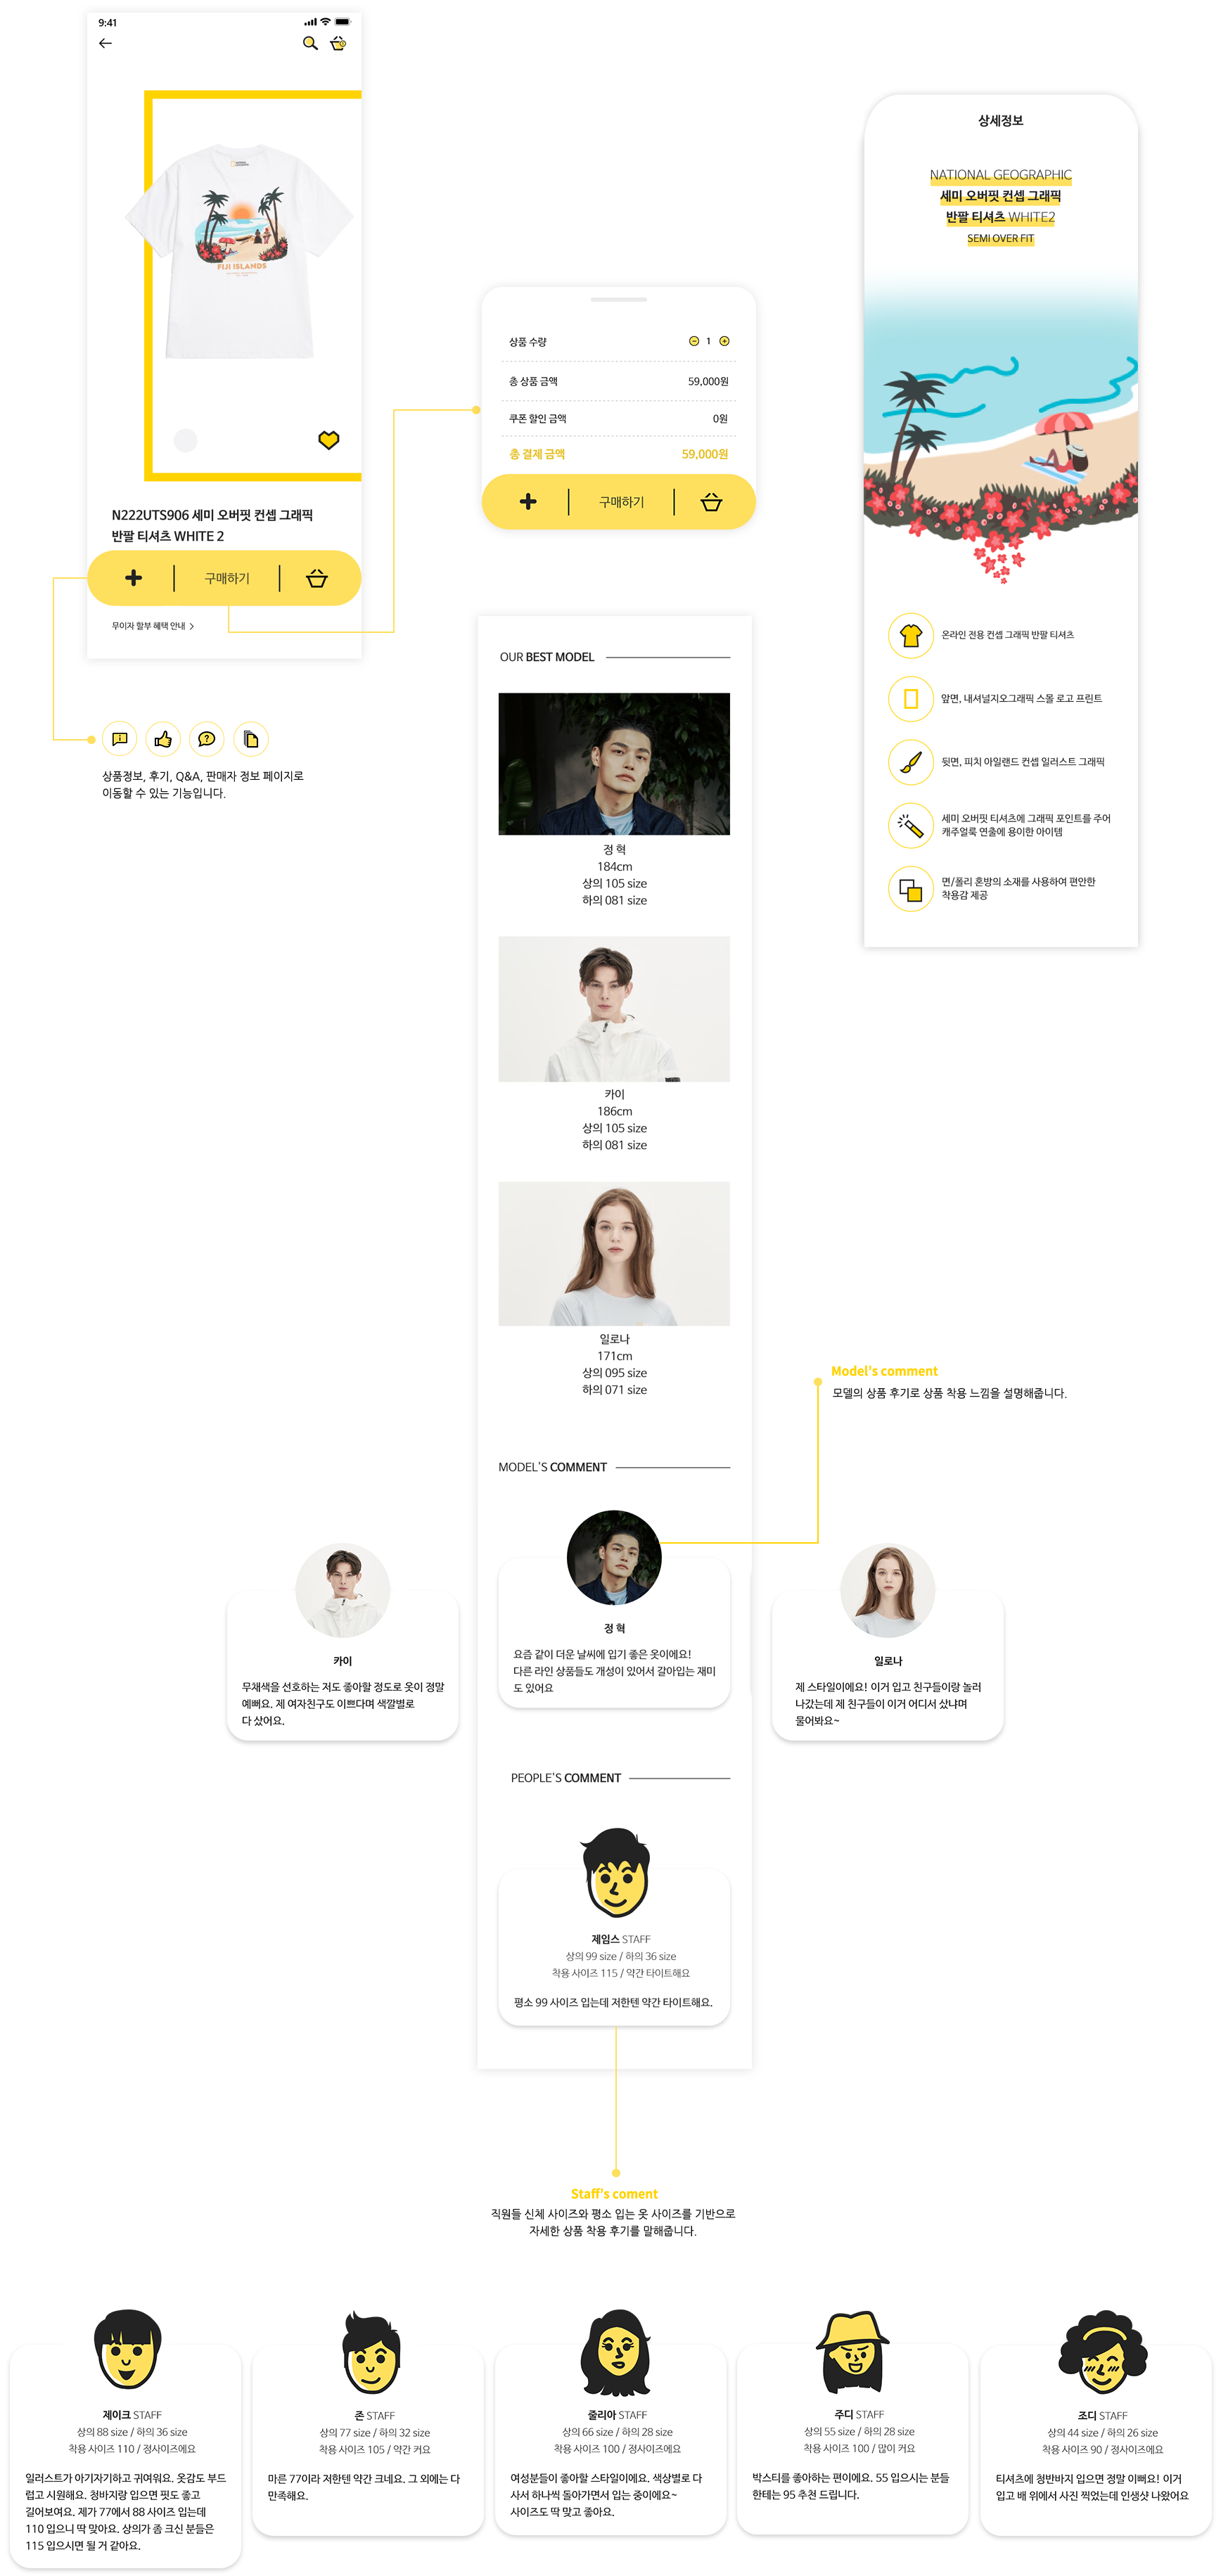 9:41
FIJI ISLANDS
N222UTS906 세미 오버핏 컨셉 그래픽
반팔 티셔츠 WHITE 2
구매하기
무이자 할부 혜택 안내 >
상품정보, 후기, Q&A, 판매자 정보 페이지로
이동할 수 있는 기능입니다.
상품 수량
1
총 상품 금액
59,000원
쿠폰 할인 금액
0원
총 결제 금액
59,000원
구매하기
상세정보
NATIONAL GEOGRAPHIC
세미 오버핏 컨셉 그래픽
반팔 티셔츠 WHITE2
SEMI OVER FIT
온라인 전용 컨셉 그래픽 반팔 티셔츠
앞면, 내셔널지오그래픽 스몰 로고 프린트
뒷면, 피치 아일랜드 컨셉 일러스트 그래픽
세미 오버핏 티셔츠에 그래픽 포인트를 주어
캐주얼룩 연출에 용이한 아이템
면/폴리 혼방의 소재를 사용하여 편안한
착용감 제공
OUR BEST MODEL
정 혁
184cm
상의 105 size
하의 081 size
카이
186cm
상의 105 size
하의 081 size
일로나
171cm
상의 095 size
하의 071 size
Model's comment
모델의 상품 후기로 상품 착용 느낌을 설명해줍니다.
MODEL'S COMMENT
카이
무채색을 선호하는 저도 좋아할 정도로 옷이 정말
예뻐요. 제 여자친구도 이쁘다며 색깔별로
다 샀어요.
정 혁
요즘 같이 더운 날씨에 입기 좋은 옷이에요!
다른 라인 상품들도 개성이 있어서 갈아입는 재미
도 있어요
일로나
제 스타일이에요! 이거 입고 친구들이랑 놀러
나갔는데 제 친구들이 이거 어디서 샀냐며
물어봐요~
PEOPLE'S COMMENT
제임스 STAFF
상의 99 size / 하의 36 size
착용 사이즈 115 / 약간 타이트해요
평소 99 사이즈 입는데 저한텐 약간 타이트해요.
Staff's coment
직원들 신체 사이즈와 평소 입는 옷 사이즈를 기반으로
자세한 상품 착용 후기를 말해줍니다.
제이크 STAFF
상의 88 size / 하의 36 size
착용 사이즈 110 / 정사이즈에요
일러스트가 아기자기하고 귀여워요. 옷감도 부드
럽고 시원해요. 청바지랑 입으면 핏도 좋고
길어보여요. 제가 77에서 88 사이즈 입는데
110 입으니 딱 맞아요. 상의가 좀 크신 분들은
115 입으시면 될 거 같아요.
존 STAFF
상의 77 size / 하의 32 size
착용 사이즈 105 / 약간 커요
마른 77이라 저한텐 약간 크네요. 그 외에는 다
만족해요.
줄리아 STAFF
상의 66 size / 하의 28 size
착용 사이즈 100 / 정사이즈에요
여성분들이 좋아할 스타일이에요. 색상별로 다
사서 하나씩 돌아가면서 입는 중이에요~
사이즈도 딱 맞고 좋아요.
주디 STAFF
상의 55 size / 하의 28 size
착용 사이즈 100 / 많이 커요
박스티를 좋아하는 편이에요. 55 입으시는 분들
한테는 95 추천 드립니다.
조디 STAFF
상의 44 size / 하의 26 size
착용 사이즈 90 / 정사이즈에요
티셔츠에 청반바지 입으면 정말 이뻐요! 이거
입고 배 위에서 사진 찍었는데 인생샷 나왔어요